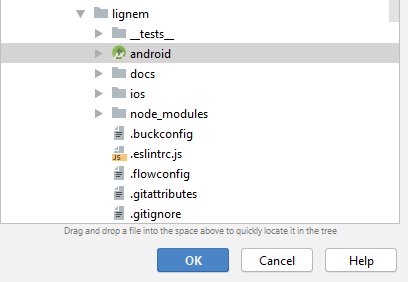 lignem
__tests__
android
docs
ios
node_modules
.buckconfig
JS .eslintrc.js
.flowconfig
.gitattributes
.gitignore
Drag and drop a file into the space above to quickly locate it in the tree
OK Cancel Help